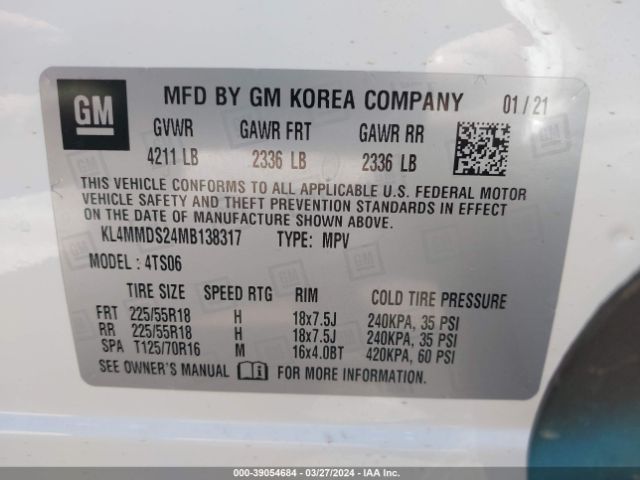 GM
MFD BY GM KOREA COMPANY 01/21
GVWR GAWR FRT GAWR RR
4211 LB 2336 LB 2336 LB
THIS VEHICLE CONFORMS TO ALL APPLICABLE U.S. FEDERAL MOTOR
VEHICLE SAFETY AND THEFT PREVENTION STANDARDS IN EFFECT
ON THE DATE OF MANUFACTURE SHOWN ABOVE.
KL4MMDS24MB138317 TYPE: MPV
MODEL: 4TS06
TIRE SIZE SPEED RTG RIM COLD TIRE PRESSURE
FRT 225/55R18 H 18x7.5J 240KPA, 35 PSI
RR 225/55R18 H 18x7.5J 240KPA, 35 PSI
SPA T125/70R16 M 16x4.0BT 420KPA, 60 PSI
SEE OWNER'S MANUAL FOR MORE INFORMATION.
000-39054684 / 03/27/2024 / IAA Inc.